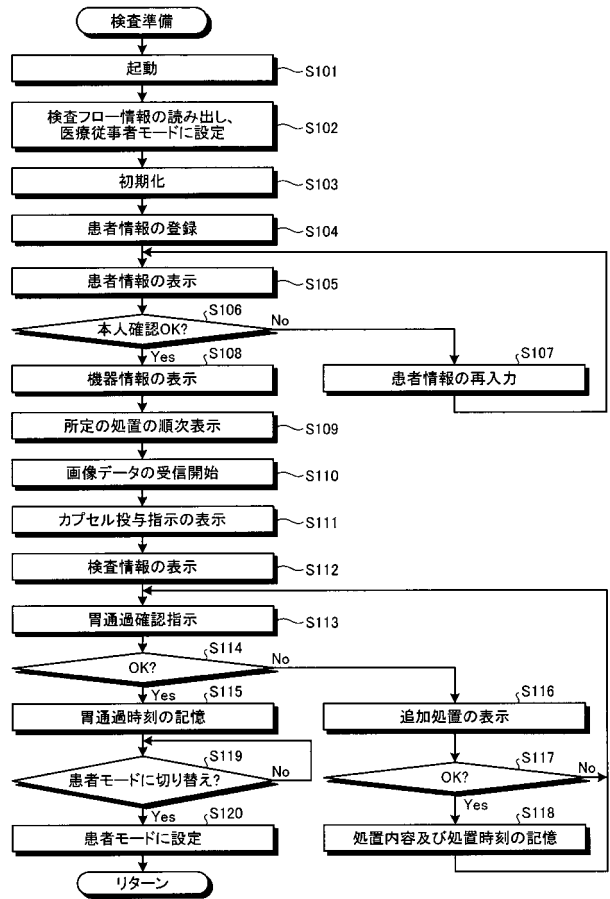 検査準備
起動
S101
検査フロー情報の読み出し、
医療従事者モードに設定
S102
初期化
S103
患者情報の登録
S104
患者情報の表示
S105
本人確認OK?
S106
No
Yes
患者情報の再入力
S107
機器情報の表示
S108
所定の処置の順次表示
S109
画像データの受信開始
S110
カプセル投与指示の表示
S111
検査情報の表示
S112
胃通過確認指示
S113
OK?
S114
No
Yes
胃通過時刻の記憶
S115
追加処置の表示
S116
OK?
S117
No
Yes
処置内容及び処置時刻の記憶
S118
患者モードに切り替え?
S119
No
Yes
患者モードに設定
S120
リターン